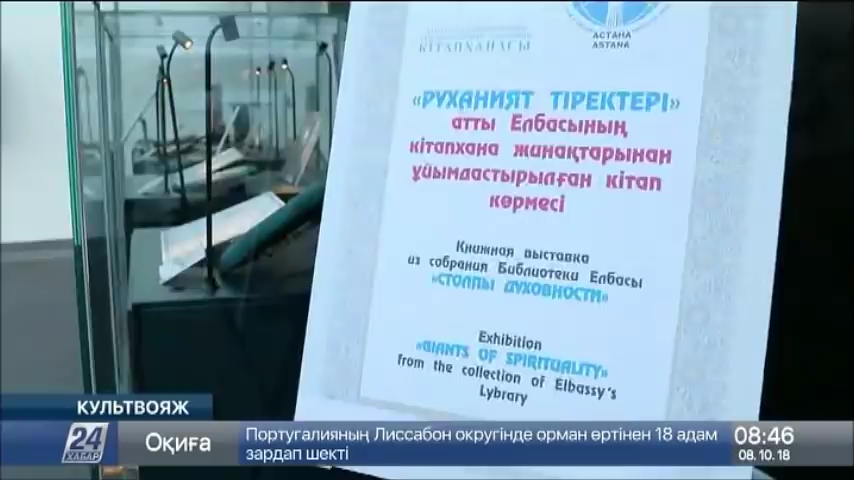 КІТАПХАНАСЫ
АСТАНА
ASTANA
«РУХАНИЯТ ТІРЕКТЕРІ»
атты Елбасының
кітапхана жинақтарынан
ұйымдастырылған кітап
көрмесі
Книжная выставка
из собрания Библиотеки Елбасы
«СТОЛПЫ ДУХОВНОСТИ»
Exhibition
«GIANTS OF SPIRITUALITY»
from the collection of Elbassy's
Lybrary
КУЛЬТВОЯЖ
24
ХАБАР
Оқиға
Португалияның Лиссабон округінде орман өртінен 18 адам
зардап шекті
08:46
08.10.18